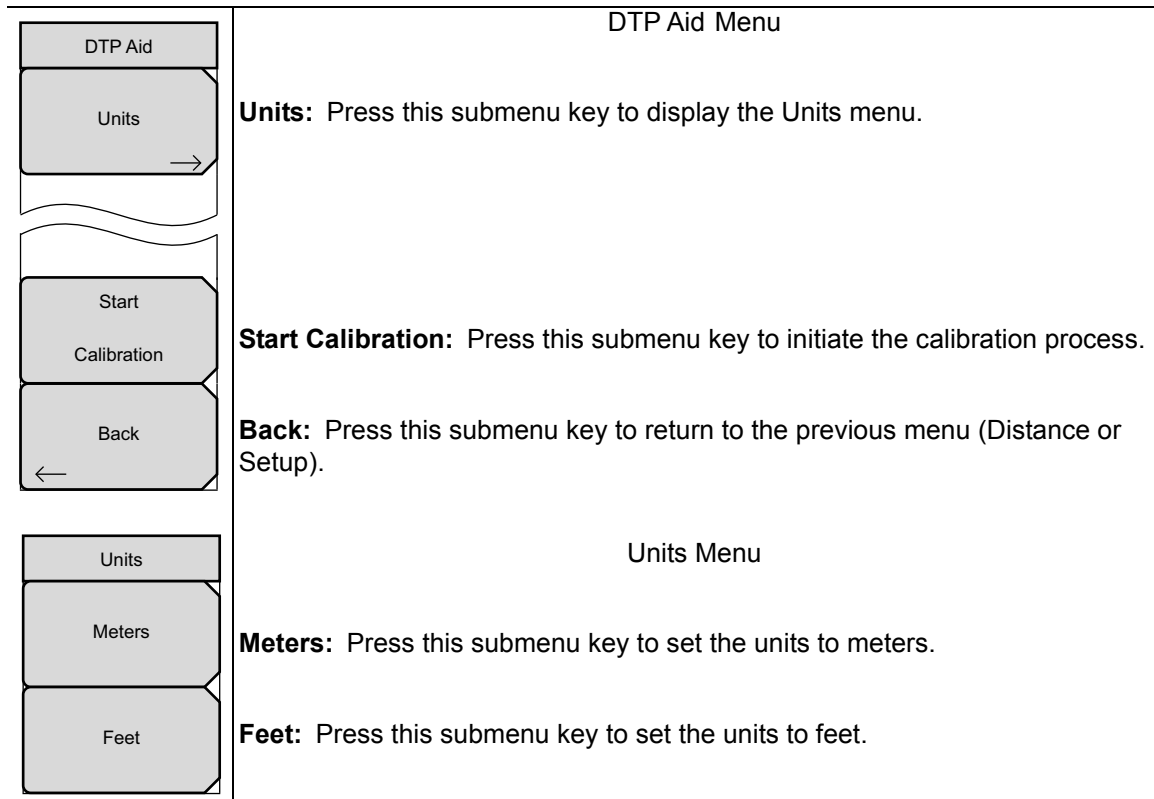 DTP Aid Menu
DTP Aid
Units
Units: Press this submenu key to display the Units menu.
Start
Calibration
Start Calibration: Press this submenu key to initiate the calibration process.
Back
Back: Press this submenu key to return to the previous menu (Distance or
Setup).
Units
Units Menu
Meters
Meters: Press this submenu key to set the units to meters.
Feet
Feet: Press this submenu key to set the units to feet.